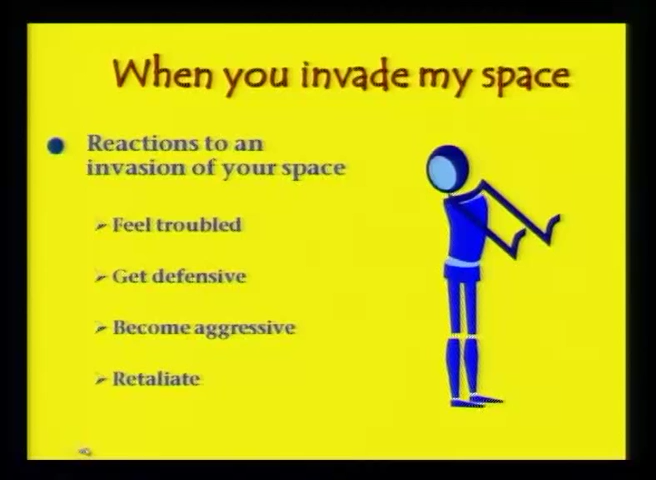 When you invade my space
Reactions to an
invasion of your space
Feel troubled
Get defensive
Become aggressive
Retaliate